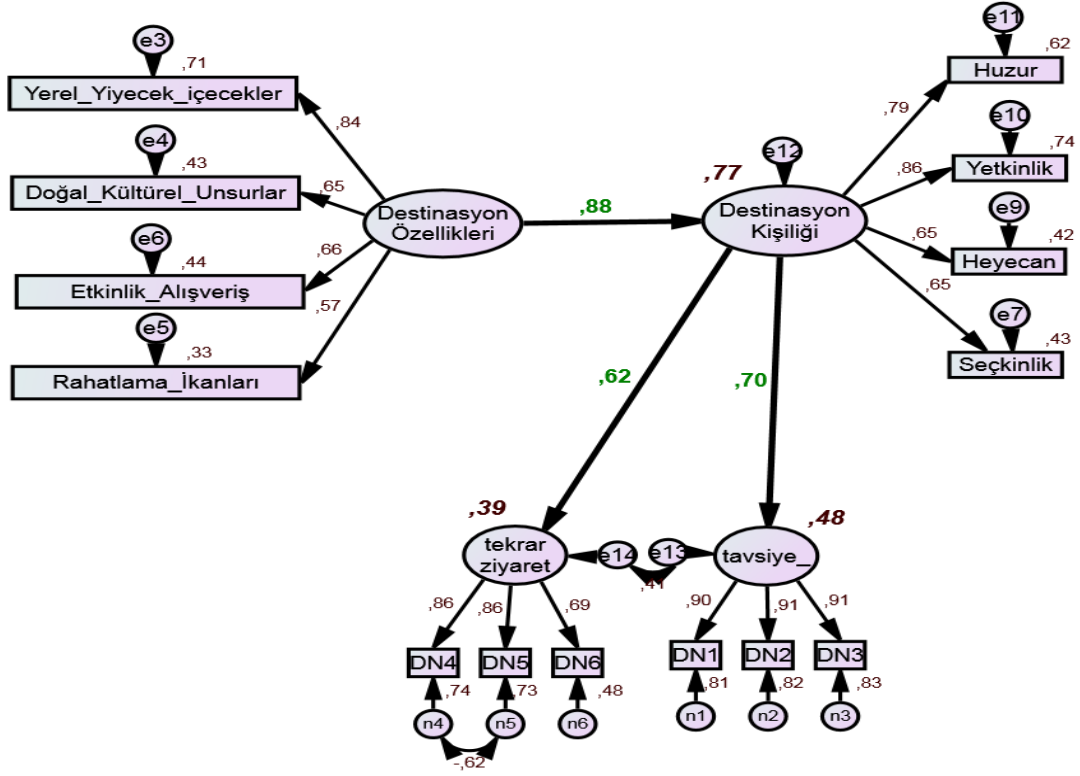 e3
,71
Yerel_Yiyecek_içecekler
,84
e4
,43
Doğal_Kültürel_Unsurlar
,65
e6
,44
Etkinlik_Alışveriş
,66
e5
,33
Rahatlama_İkanları
,57
Destinasyon
Özellikleri
,88
,77
e12
Destinasyon
Kişiliği
e11
,62
Huzur
,79
e10
,74
Yetkinlik
,86
e9
,42
Heyecan
,65
e7
,43
Seçkinlik
,65
,62
,70
,39
tekrar
ziyaret
e14
e13
,41
,48
tavsiye_
,86
,86
,69
DN4
DN5
DN6
,74
,73
,48
n4
n5
n6
-,62
,90
,91
,91
DN1
DN2
DN3
,81
,82
,83
n1
n2
n3